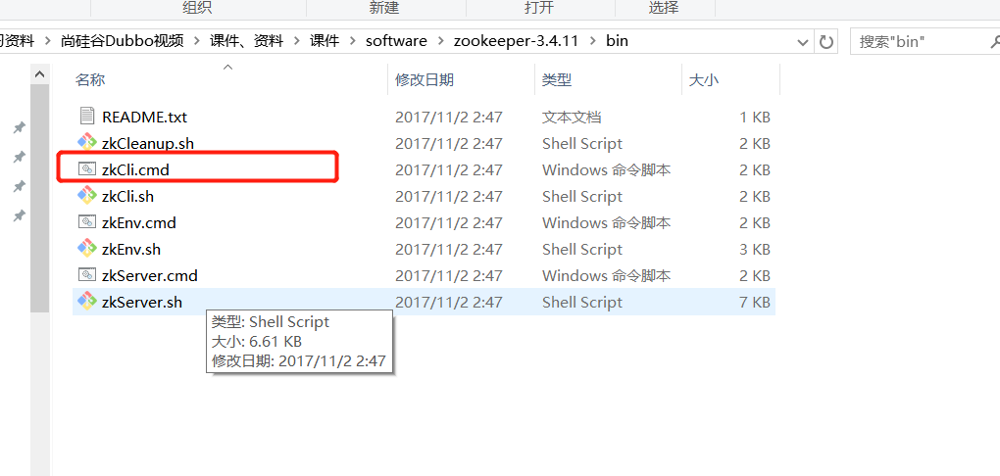 组织 新建 打开 选择
习资料 › 尚硅谷Dubbo视频 › 课件、资料 › 课件 › software › zookeeper-3.4.11 › bin 搜索"bin"
名称 修改日期 类型 大小
README.txt 2017/11/2 2:47 文本文档 1 KB
zkCleanup.sh 2017/11/2 2:47 Shell Script 2 KB
zkCli.cmd 2017/11/2 2:47 Windows 命令脚本 2 KB
zkCli.sh 2017/11/2 2:47 Shell Script 2 KB
zkEnv.cmd 2017/11/2 2:47 Windows 命令脚本 2 KB
zkEnv.sh 2017/11/2 2:47 Shell Script 3 KB
zkServer.cmd 2017/11/2 2:47 Windows 命令脚本 2 KB
zkServer.sh 2017/11/2 2:47 Shell Script 7 KB
类型: Shell Script
大小: 6.61 KB
修改日期: 2017/11/2 2:47